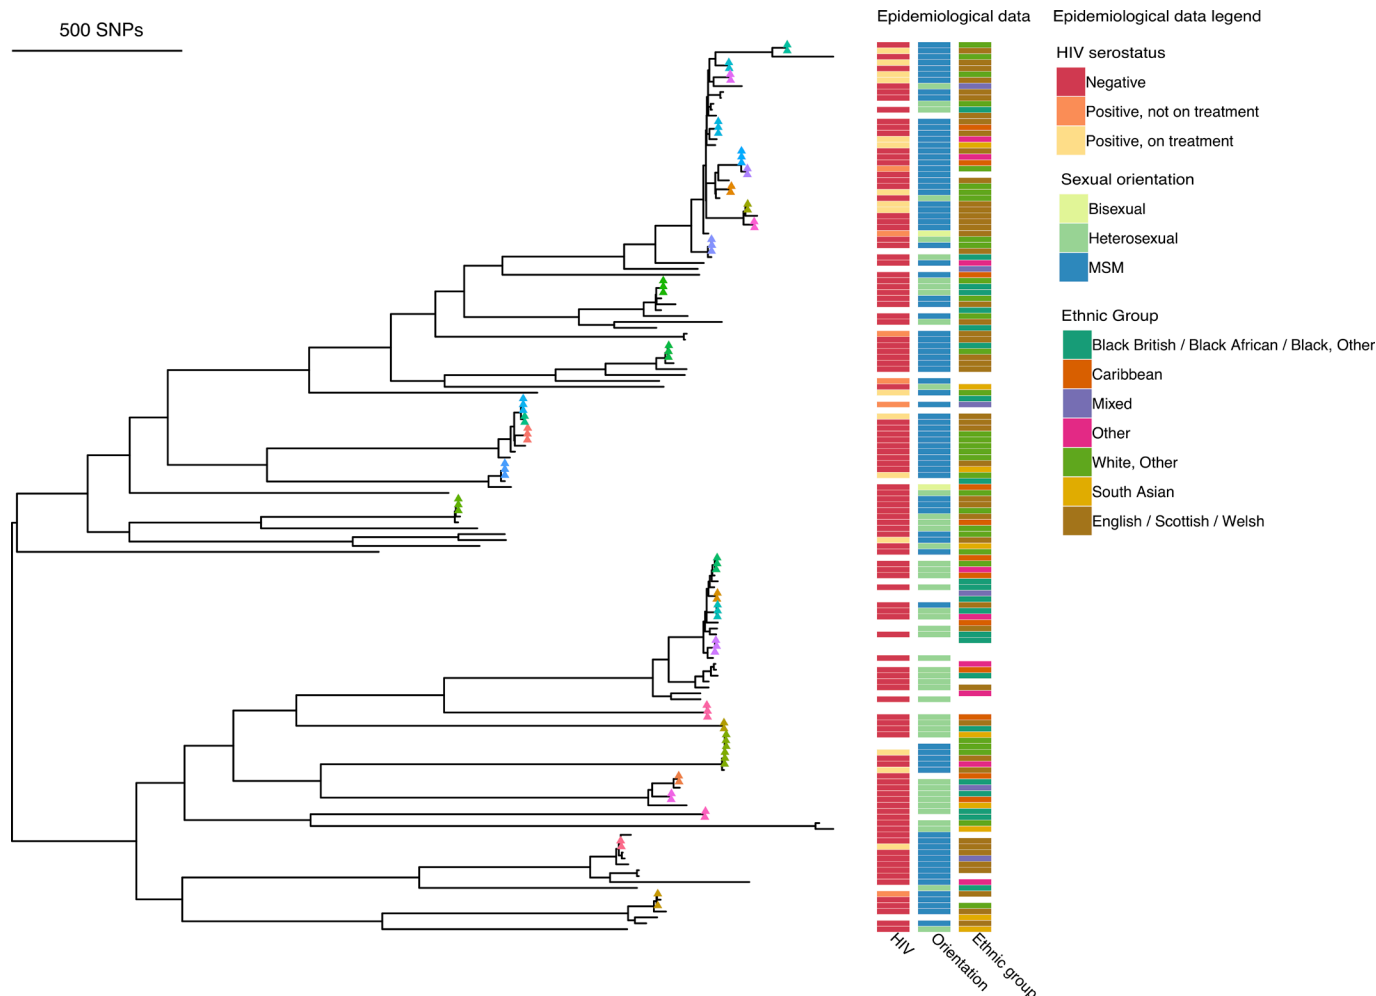 500 SNPs
Epidemiological data
Epidemiological data legend
HIV serostatus
Negative
Positive, not on treatment
Positive, on treatment
Sexual orientation
Bisexual
Heterosexual
MSM
Ethnic Group
Black British / Black African / Black, Other
Caribbean
Mixed
Other
White, Other
South Asian
English / Scottish / Welsh
HIV
Orientation
Ethnic group